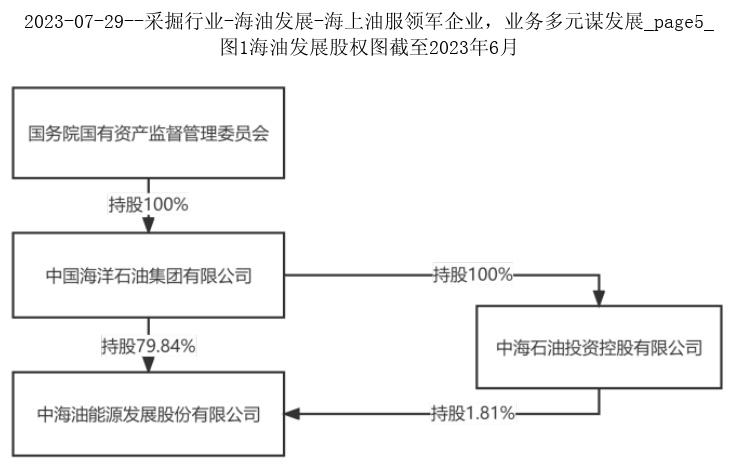 2023-07-29--采掘行业-海油发展-海上油服领军企业，业务多元谋发展_page5_
图1海油发展股权图截至2023年6月
国务院国有资产监督管理委员会
持股100%
中国海洋石油集团有限公司
持股100%
持股79.84%
中海石油投资控股有限公司
中海油能源发展股份有限公司
持股1.81%